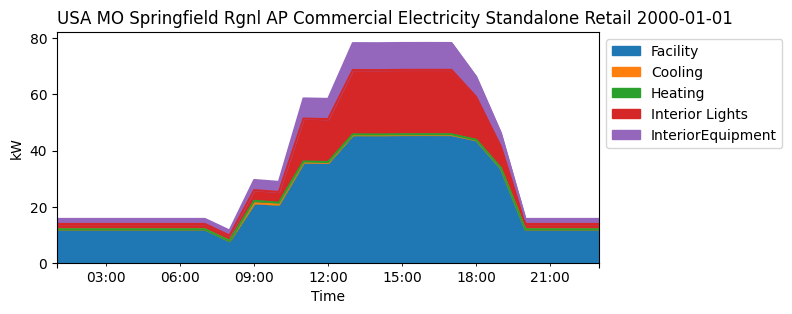 USA MO Springfield Rgnl AP Commercial Electricity Standalone Retail 2000-01-01
80
60
40
20
0
kW
03:00 06:00 09:00 12:00 15:00 18:00 21:00
Time
Facility
Cooling
Heating
Interior Lights
InteriorEquipment